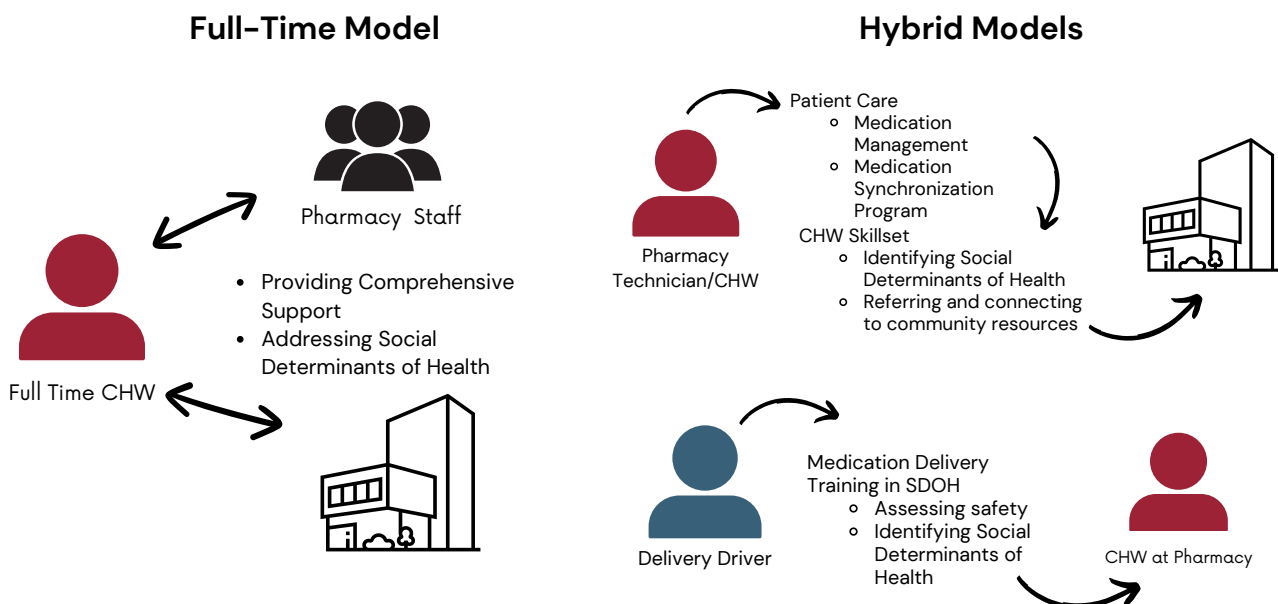 Full-Time Model
Pharmacy Staff
• Providing Comprehensive
Support
• Addressing Social
Determinants of Health
Full Time CHW
Hybrid Models
Patient Care
○ Medication
Management
○ Medication
Synchronization
Program
CHW Skillset
○ Identifying Social
Determinants of Health
○ Referring and connecting
to community resources
Pharmacy
Technician/CHW
Medication Delivery
Training in SDOH
○ Assessing safety
○ Identifying Social
Determinants of
Health
Delivery Driver
CHW at Pharmacy